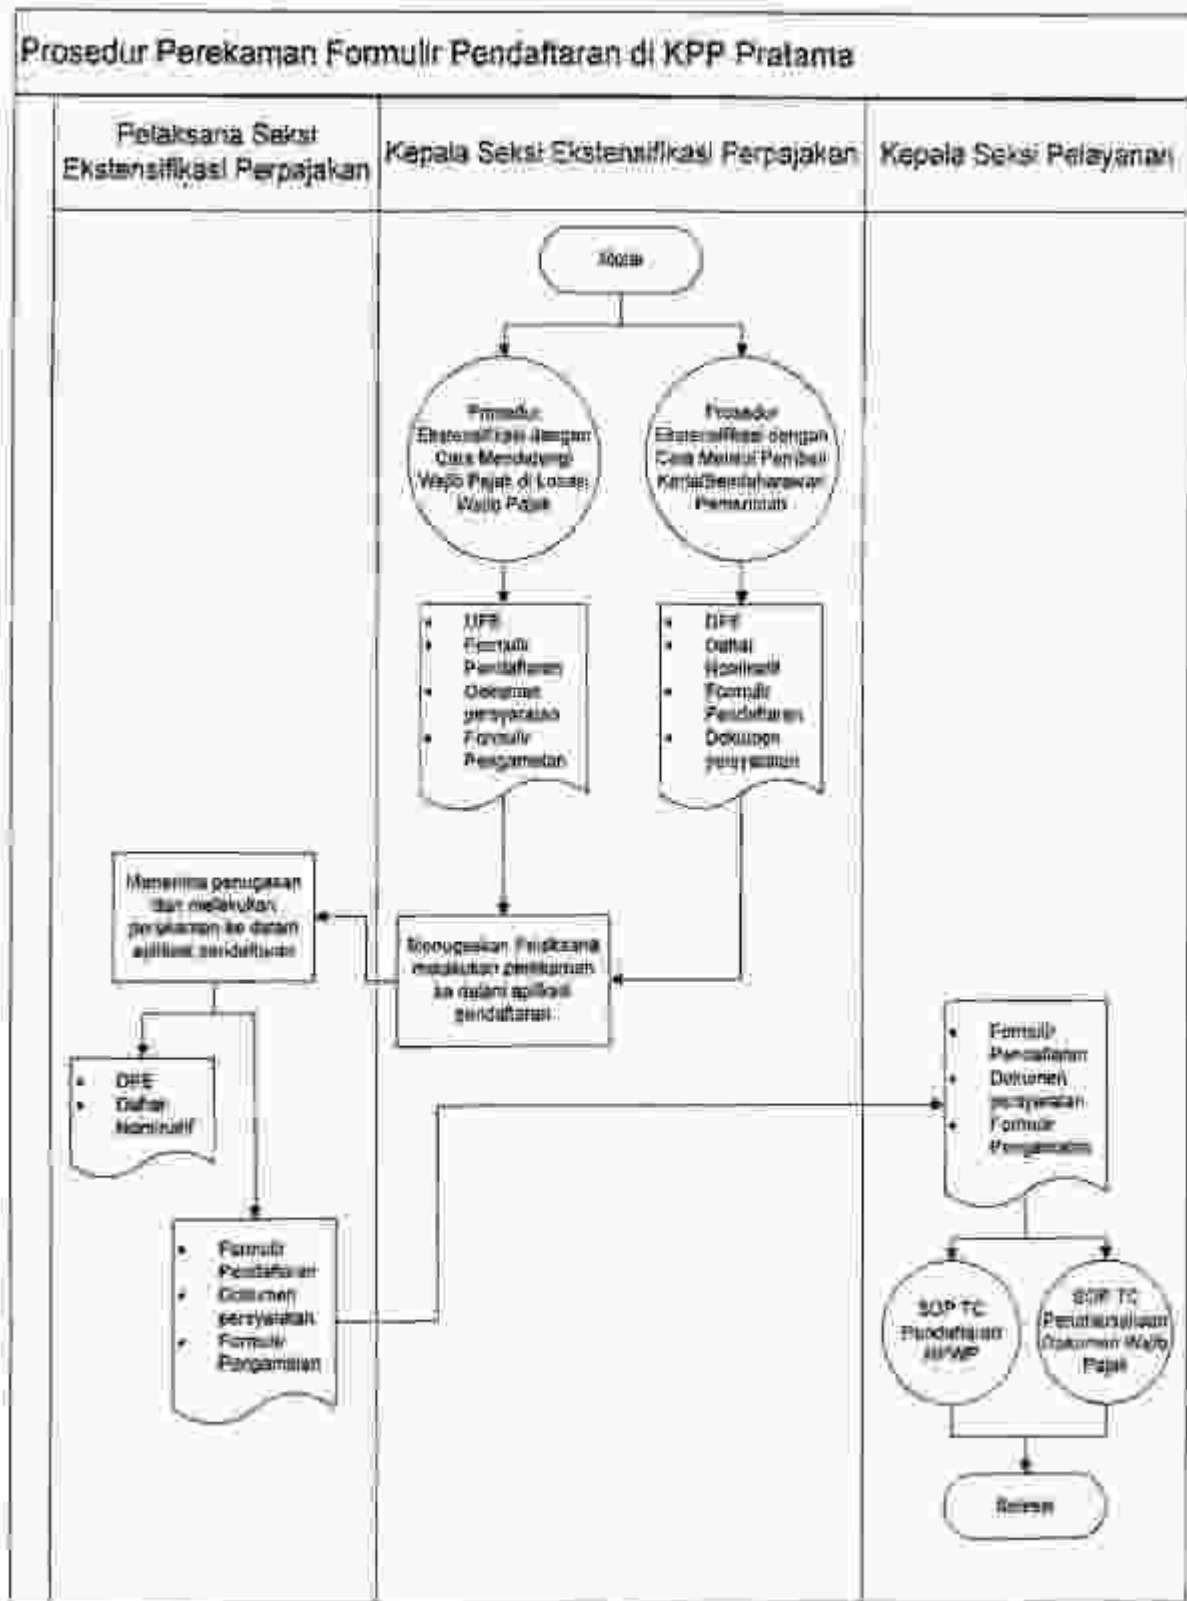 Prosedur Perekaman Formulir Pendaftaran di KPP Pratama
Pelaksana Seksi
Ekstensifikasi Perpajakan
Kepala Seksi Ekstensifikasi Perpajakan
Kepala Seksi Pelayanan
Mulai
Prosedur
Ekstensifikasi dengan
Cara Mendatangi
Wajib Pajak di Lokasi
Wajib Pajak
Prosedur
Ekstensifikasi dengan
Cara Melalui Pemberi
Kerja/Bendaharawan
Pemerintah
DPE
Formulir
Pendaftaran
Dokumen
persyaratan
Formulir
Pengamatan
DPE
Daftar
Nominatif
Formulir
Pendaftaran
Dokumen
persyaratan
Menerima penugasan
dan melakukan
perekaman ke dalam
aplikasi pendaftaran
Menugaskan Pelaksana
melakukan perekaman
ke dalam aplikasi
pendaftaran
DPE
Daftar
Nominatif
Formulir
Pendaftaran
Dokumen
persyaratan
Formulir
Pengamatan
Formulir
Pendaftaran
Dokumen
persyaratan
Formulir
Pengamatan
SOP TC
Pendaftaran
NPWP
SOP TC
Penatausahaan
Dokumen Wajib
Pajak
Selesai